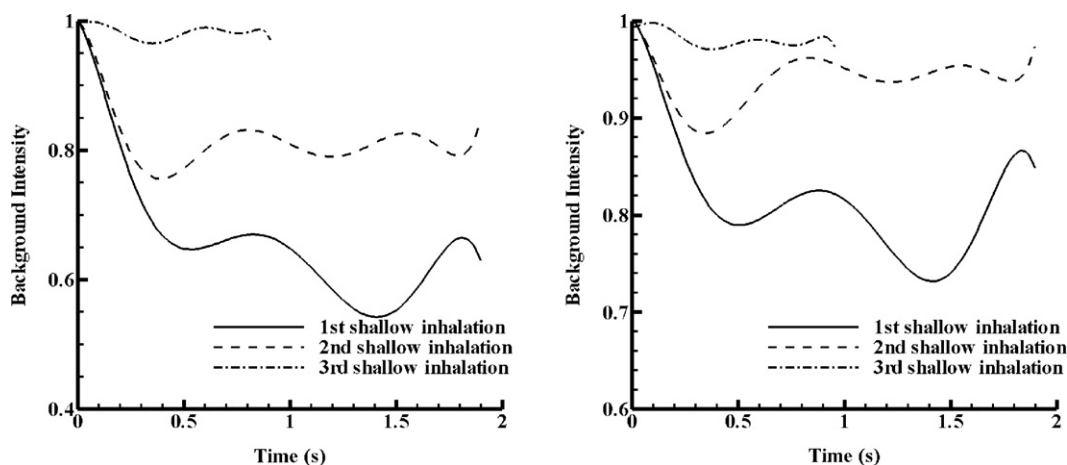 1
0.8
0.6
0.4
Background Intensity
1st shallow inhalation
2nd shallow inhalation
3rd shallow inhalation
0
0.5
1
1.5
2
Time (s)
1
0.9
0.8
0.7
0.6
Background Intensity
1st shallow inhalation
2nd shallow inhalation
3rd shallow inhalation
0
0.5
1
1.5
2
Time (s)